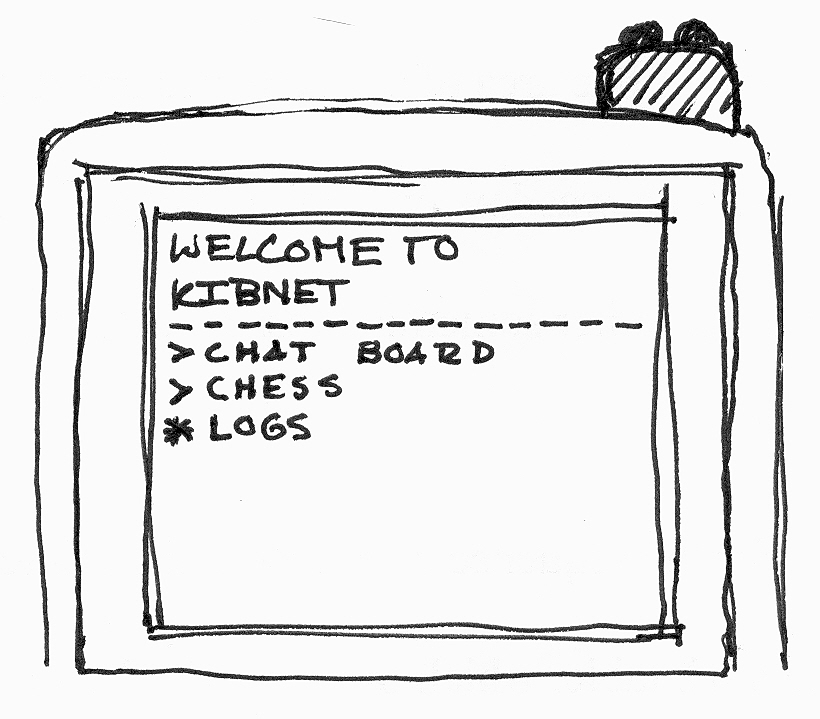 WELCOME TO
KIBNET
--------------
> CHAT BOARD
> CHESS
* LOGS